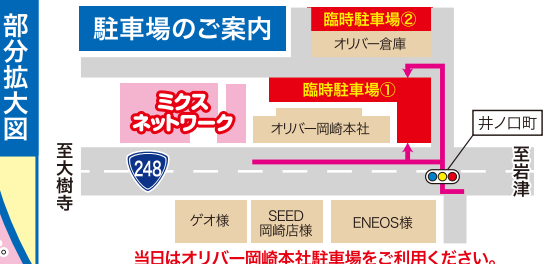 部分拡大図
駐車場のご案内
臨時駐車場②
オリバー倉庫
臨時駐車場①
ミクス
ネットワーク
オリバー岡崎本社
井ノ口町
至大樹寺
248
至岩津
ゲオ様
SEED
岡崎店様
ENEOS様
当日はオリバー岡崎本社駐車場をご利用ください。
。